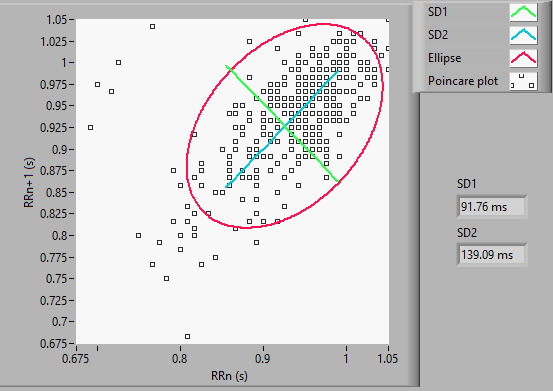 1.05
1
0.975
0.95
0.925
0.9
0.875
0.85
0.825
0.8
0.775
0.75
0.725
0.7
0.675
RRn+1 (s)
0.675
0.8
0.9
1
1.05
RRn (s)
SD1
SD2
Ellipse
Poincare plot
SD1
91.76 ms
SD2
139.09 ms